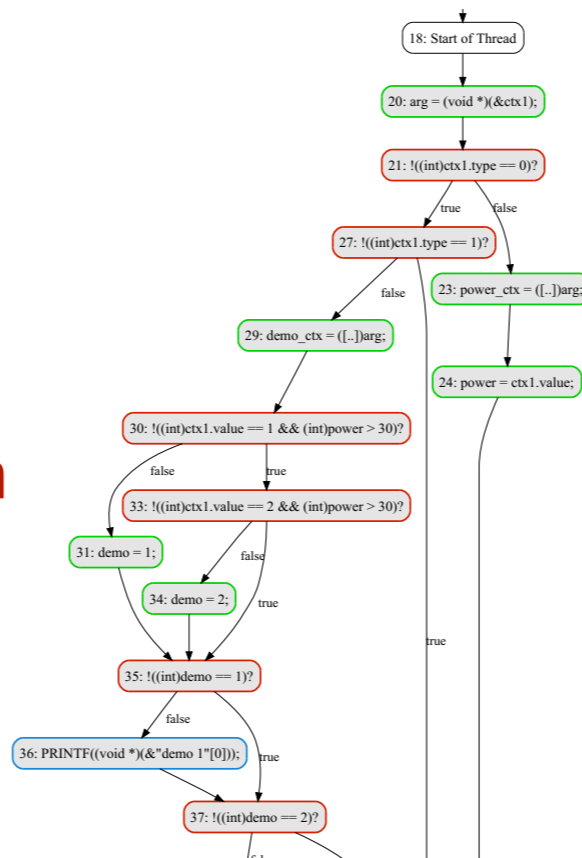 18: Start of Thread
20: arg = (void *)(&ctx1);
21: !((int)ctx1.type == 0)?
true
false
27: !((int)ctx1.type == 1)?
23: power_ctx = ([..])arg;
false
29: demo_ctx = ([..])arg;
24: power = ctx1.value;
30: !((int)ctx1.value == 1 && (int)power > 30)?
false
true
33: !((int)ctx1.value == 2 && (int)power > 30)?
31: demo = 1;
false
34: demo = 2;
true
true
35: !((int)demo == 1)?
false
36: PRINTF((void *)(&"demo 1"[0]));
true
37: !((int)demo == 2)?